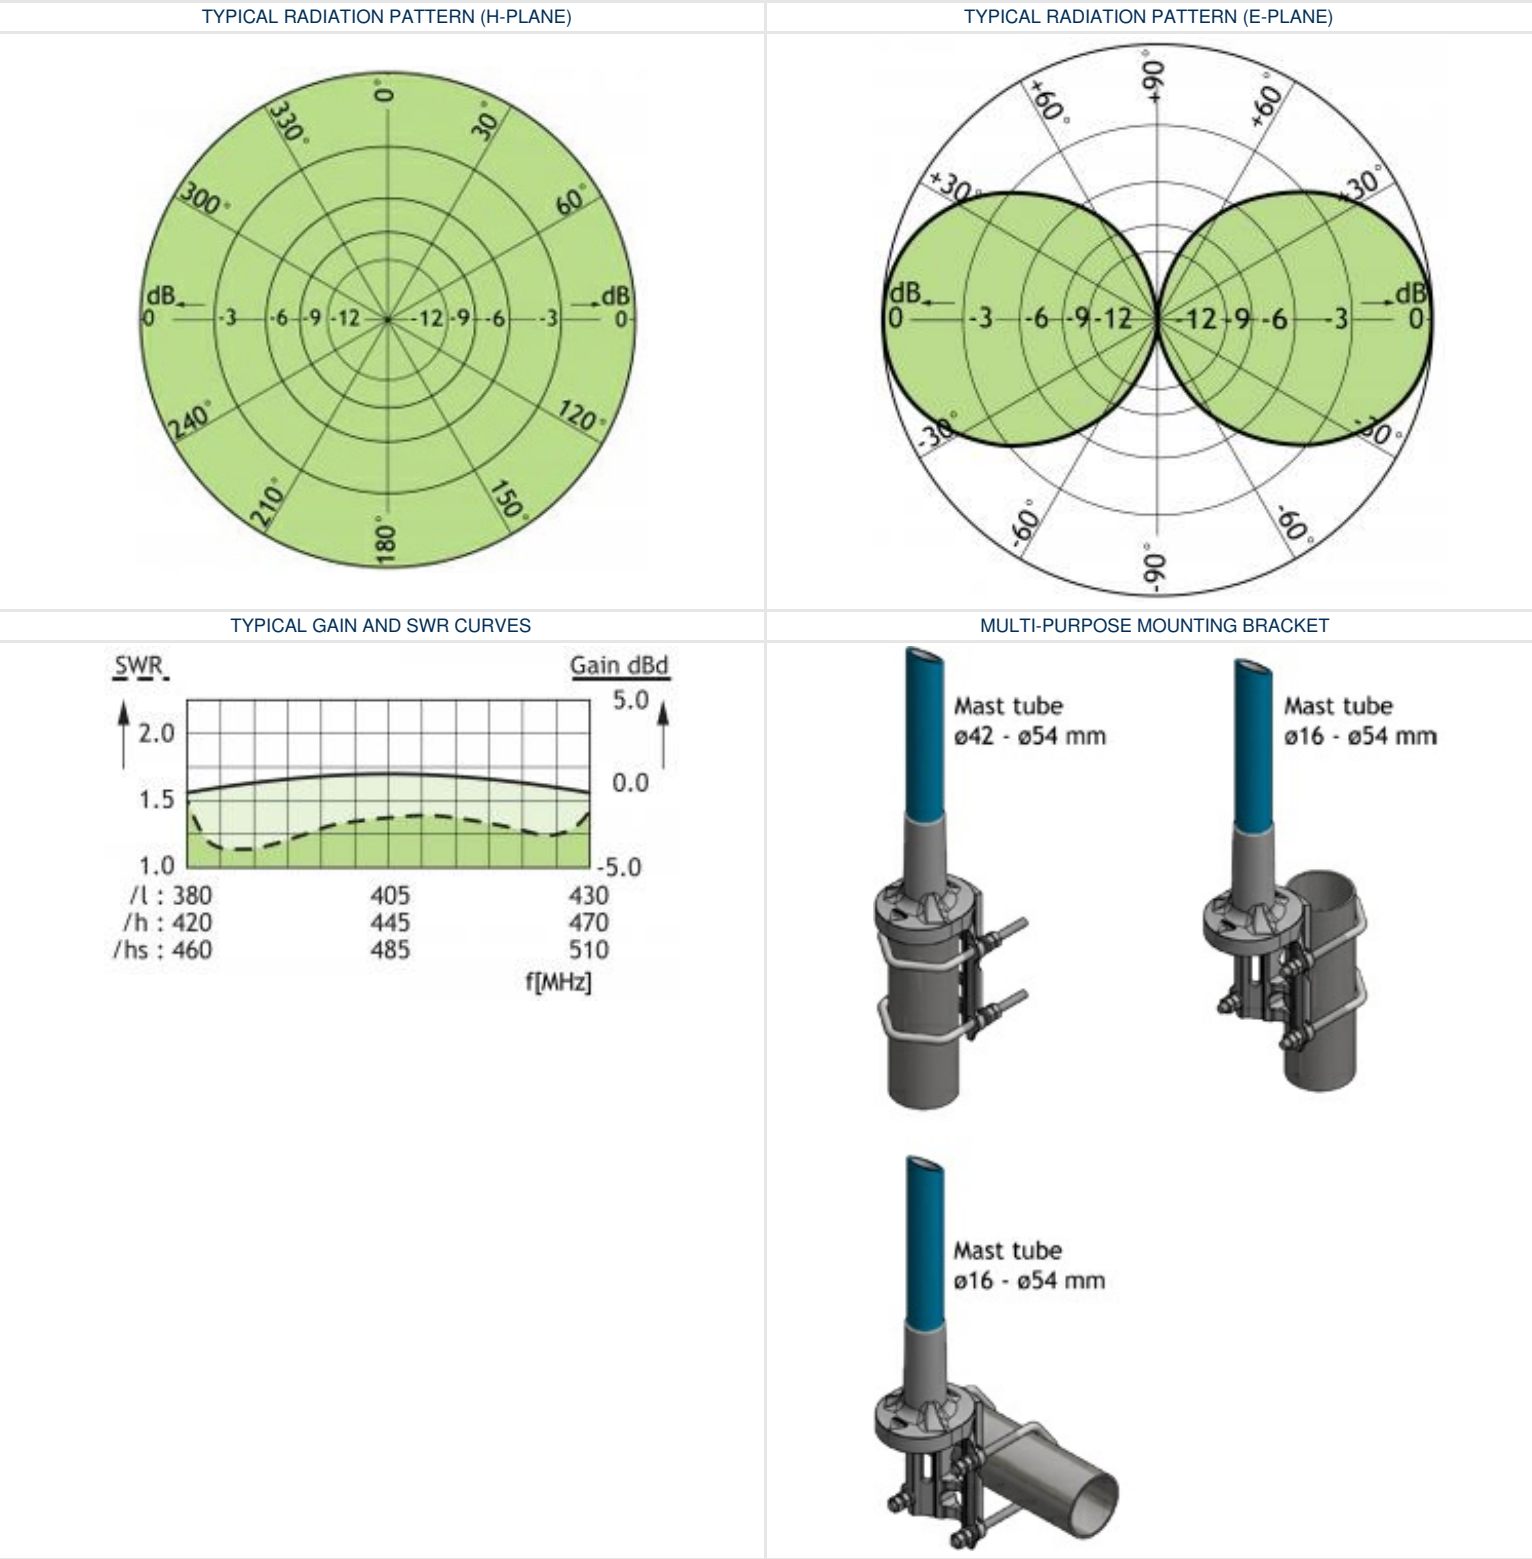 TYPICAL RADIATION PATTERN (H-PLANE)
TYPICAL RADIATION PATTERN (E-PLANE)
0°
330°
30°
300°
60°
dB
dB
0 -3 -6 -9 -12 -12 -9 -6 -3 0
240°
120°
210°
150°
180°
+90°
+60°
+60°
+30°
+30°
dB
dB
0 -3 -6 -9 -12 -12 -9 -6 -3 0
-30°
-30°
-60°
-60°
-90°
TYPICAL GAIN AND SWR CURVES
SWR
Gain dBd
5.0
2.0
0.0
1.5
1.0
-5.0
/l : 380 405 430
/h : 420 445 470
/hs : 460 485 510
f[MHz]
MULTI-PURPOSE MOUNTING BRACKET
Mast tube
ø42 - ø54 mm
Mast tube
ø16 - ø54 mm
Mast tube
ø16 - ø54 mm